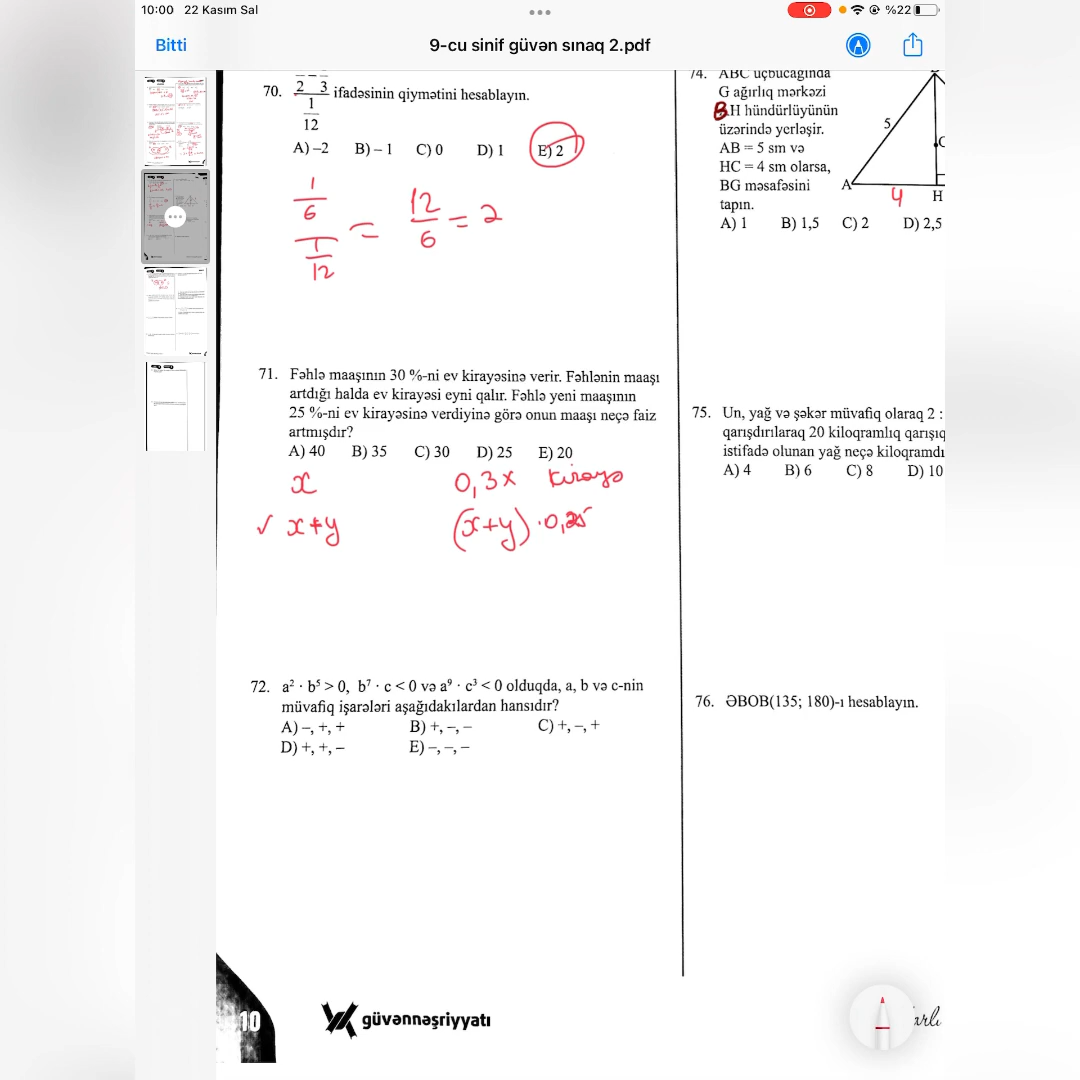 10:00 22 Kasım Sal
%22
Bitti
9-cu sinif güvən sınaq 2.pdf
70. 2 3 ifadəsinin qiymətini hesablayın.
1
12
A) –2 B) – 1 C) 0 D) 1 E) 2
1
6
1
12
= 12
6
= 2
71. Fəhlə maaşının 30 %-ni ev kirayəsinə verir. Fəhlənin maaşı
artdığı halda ev kirayəsi eyni qalır. Fəhlə yeni maaşının
25 %-ni ev kirayəsinə verdiyinə görə onun maaşı neçə faiz
artmışdır?
A) 40 B) 35 C) 30 D) 25 E) 20
x 0,3x kirayə
√ x+y (x+y)·0,25
72. a² · b⁵ > 0, b⁷ · c < 0 və a⁹ · c³ < 0 olduqda, a, b və c-nin
müvafiq işarələri aşağıdakılardan hansıdır?
A) –, +, + B) +, –, – C) +, –, +
D) +, +, – E) –, –, –
74. ABC üçbucağında
G ağırlıq mərkəzi
BH hündürlüyünün
üzərində yerləşir.
AB = 5 sm və
HC = 4 sm olarsa,
BG məsafəsini
tapın.
A) 1 B) 1,5 C) 2 D) 2,5
5
A
4
H
75. Un, yağ və şəkər müvafiq olaraq 2 :
qarışdırılaraq 20 kiloqramlıq qarışıq
istifadə olunan yağ neçə kiloqramdı
A) 4 B) 6 C) 8 D) 10
76. ƏBOB(135; 180)-ı hesablayın.
10
güvənnəşriyyatı